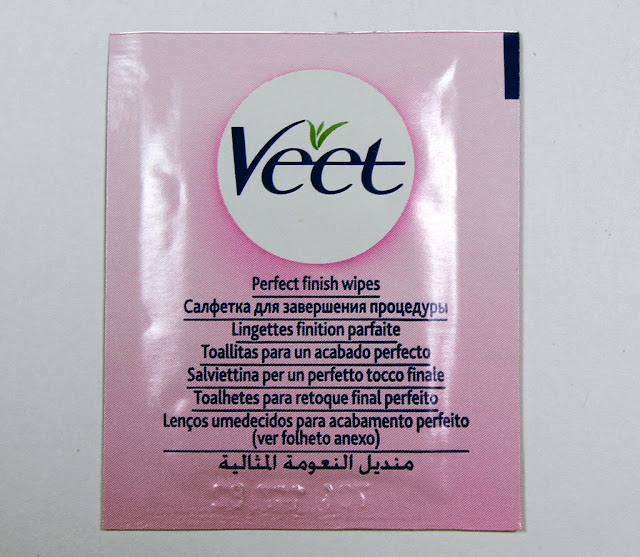 Veet
Perfect finish wipes
Салфетка для завершения процедуры
Lingettes finition parfaite
Toallitas para un acabado perfecto
Salviettina per un perfetto tocco finale
Toalhetes para retoque final perfeito
Lenços umedecidos para acabamento perfeito
(ver folheto anexo)
منديل النعومة المثالية